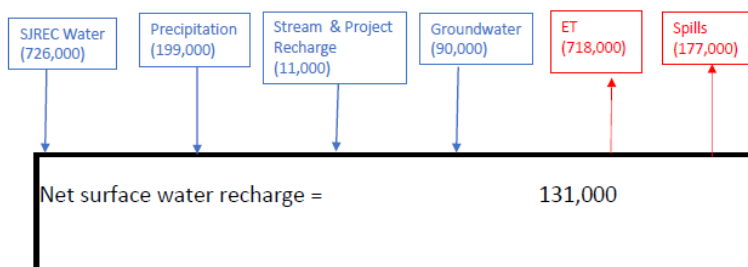 SJREC Water
(726,000)
Precipitation
(199,000)
Stream & Project
Recharge
(11,000)
Groundwater
(90,000)
ET
(718,000)
Spills
(177,000)
Net surface water recharge = 131,000